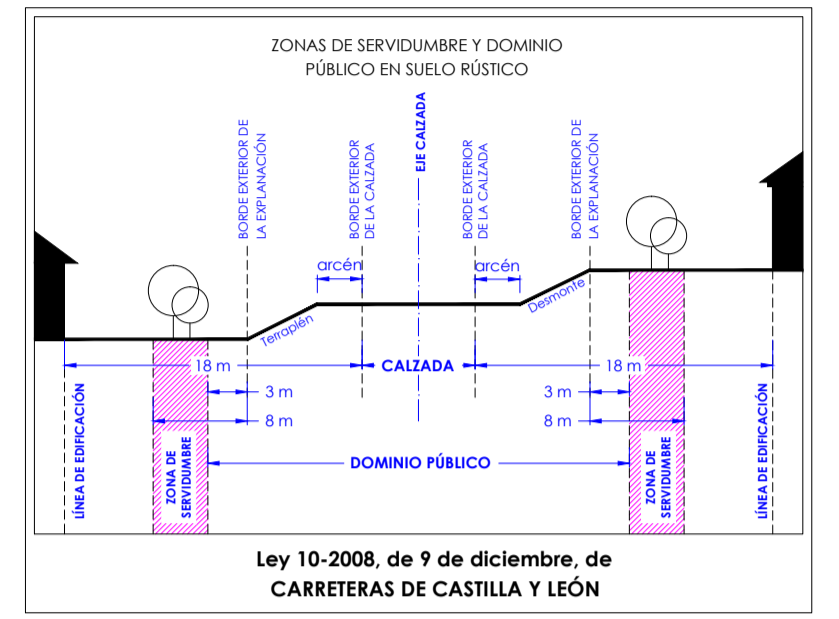 ZONAS DE SERVIDUMBRE Y DOMINIO
PÚBLICO EN SUELO RÚSTICO
BORDE EXTERIOR DE
LA EXPLANACIÓN
BORDE EXTERIOR
DE LA CALZADA
EJE CALZADA
BORDE EXTERIOR
DE LA CALZADA
BORDE EXTERIOR DE
LA EXPLANACIÓN
arcén
arcén
Terraplén
Desmonte
18 m
CALZADA
18 m
3 m
3 m
8 m
8 m
LÍNEA DE EDIFICACIÓN
ZONA DE
SERVIDUMBRE
DOMINIO PÚBLICO
ZONA DE
SERVIDUMBRE
LÍNEA DE EDIFICACIÓN
Ley 10-2008, de 9 de diciembre, de
CARRETERAS DE CASTILLA Y LEÓN